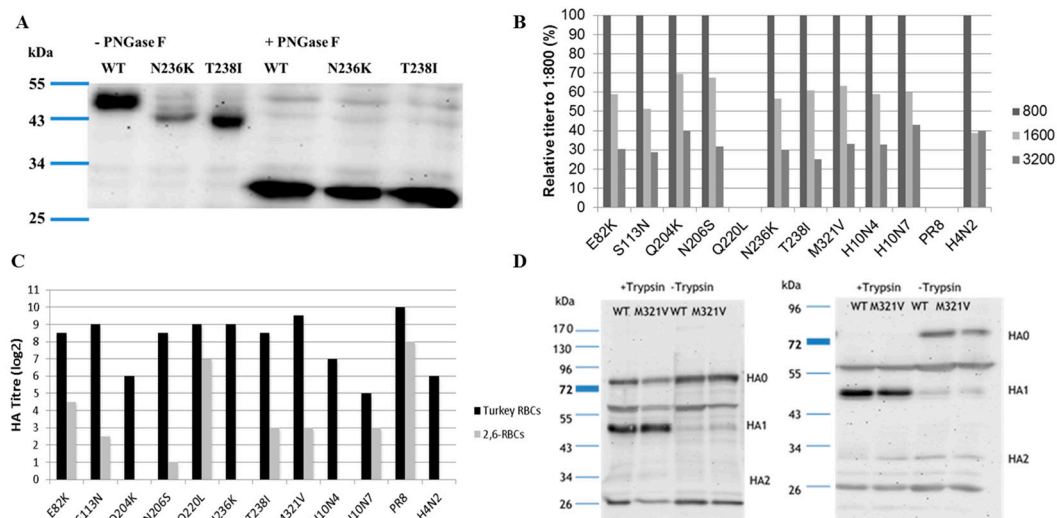 A
kDa
- PNGase F
+ PNGase F
WT N236K T238I WT N236K T238I
55
43
34
25
B
Relative titer to 1:800 (%)
100
90
80
70
60
50
40
30
20
10
0
E82K
S113N
Q204K
N206S
Q220L
N236K
T238I
M321V
H10N4
H10N7
PR8
H4N2
800
1600
3200
C
HA Titre (log2)
11
10
9
8
7
6
5
4
3
2
1
0
E82K
S113N
Q204K
N206S
Q220L
N236K
T238I
M321V
H10N4
H10N7
PR8
H4N2
Turkey RBCs
2,6-RBCs
D
+Trypsin -Trypsin
kDa
WT M321V WT M321V
170
130
96
72
55
43
34
26
HA0
HA1
HA2
+Trypsin -Trypsin
kDa
WT M321V WT M321V
96
72
55
43
34
26
HA0
HA1
HA2